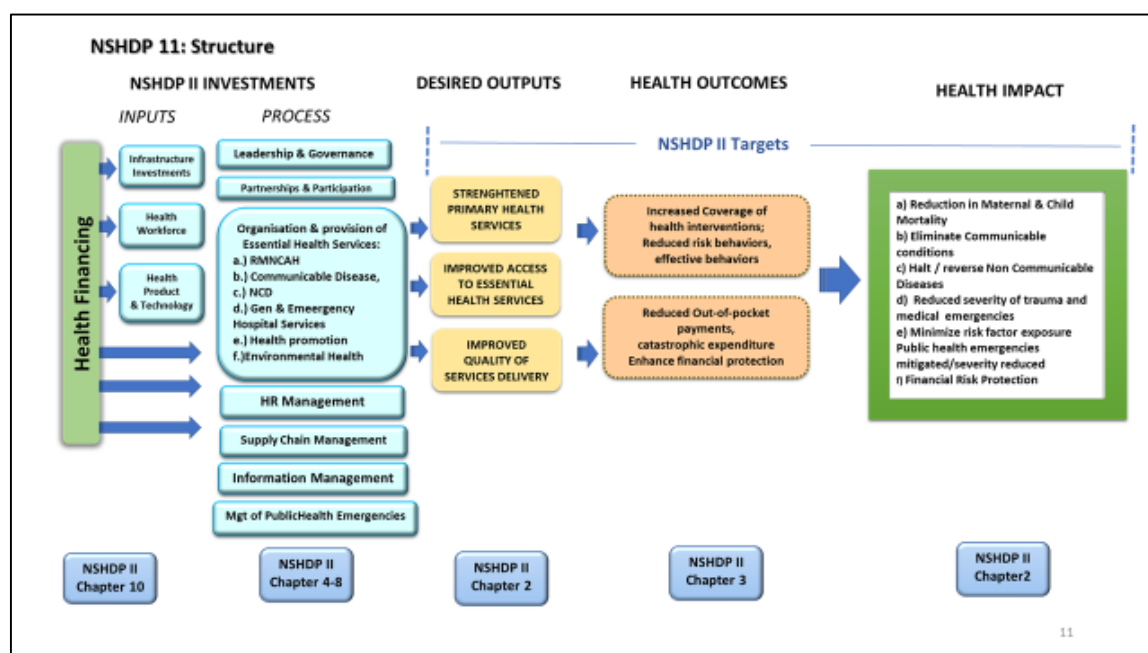 NSHDP 11: Structure
NSHDP II INVESTMENTS
DESIRED OUTPUTS
HEALTH OUTCOMES
HEALTH IMPACT
INPUTS
PROCESS
NSHDP II Targets
Health Financing
Infrastructure
Investments
Health
Workforce
Health
Product
& Technology
Leadership & Governance
Partnerships & Participation
Organisation & provision of
Essential Health Services:
a.) RMNCAH
b.) Communicable Disease,
c.) NCD
d.) Gen & Emeergency
Hospital Services
e.) Health promotion
f.)Environmental Health
HR Management
Supply Chain Management
Information Management
Mgt of PublicHealth Emergencies
STRENGHTENED
PRIMARY HEALTH
SERVICES
IMPROVED ACCESS
TO ESSENTIAL
HEALTH SERVICES
IMPROVED
QUALITY OF
SERVICES DELIVERY
Increased Coverage of
health interventions;
Reduced risk behaviors,
effective behaviors
Reduced Out-of-pocket
payments,
catastrophic expenditure
Enhance financial protection
a) Reduction in Maternal & Child
Mortality
b) Eliminate Communicable
conditions
c) Halt / reverse Non Communicable
Diseases
d) Reduced severity of trauma and
medical emergencies
e) Minimize risk factor exposure
Public health emergencies
mitigated/severity reduced
η Financial Risk Protection
NSHDP II
Chapter 10
NSHDP II
Chapter 4-8
NSHDP II
Chapter 2
NSHDP II
Chapter 3
NSHDP II
Chapter2
11